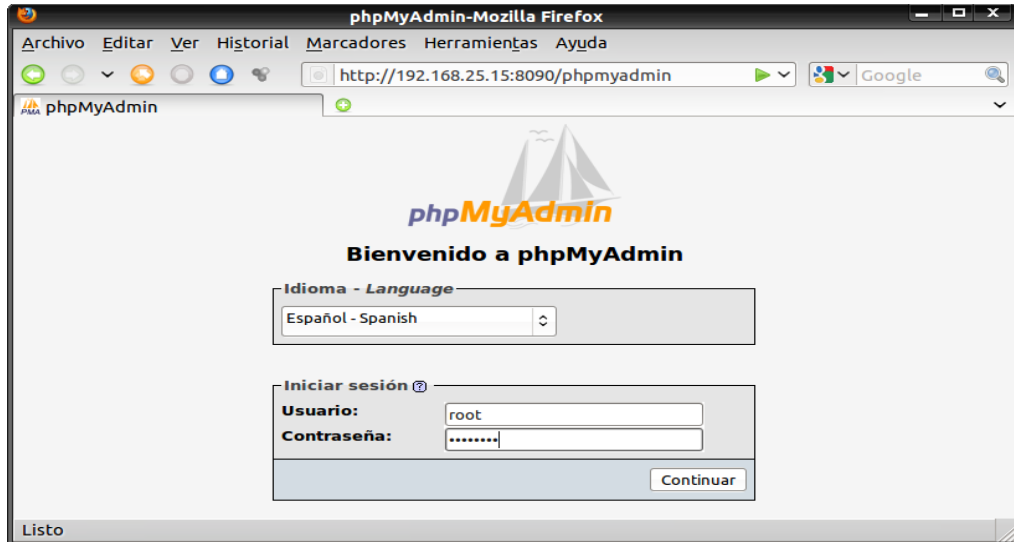 phpMyAdmin-Mozilla Firefox
Archivo Editar Ver Historial Marcadores Herramientas Ayuda
http://192.168.25.15:8090/phpmyadmin
Google
PMA phpMyAdmin
phpMyAdmin
Bienvenido a phpMyAdmin
Idioma - Language
Español - Spanish
Iniciar sesión ?
Usuario: root
Contraseña: ••••••••
Continuar
Listo